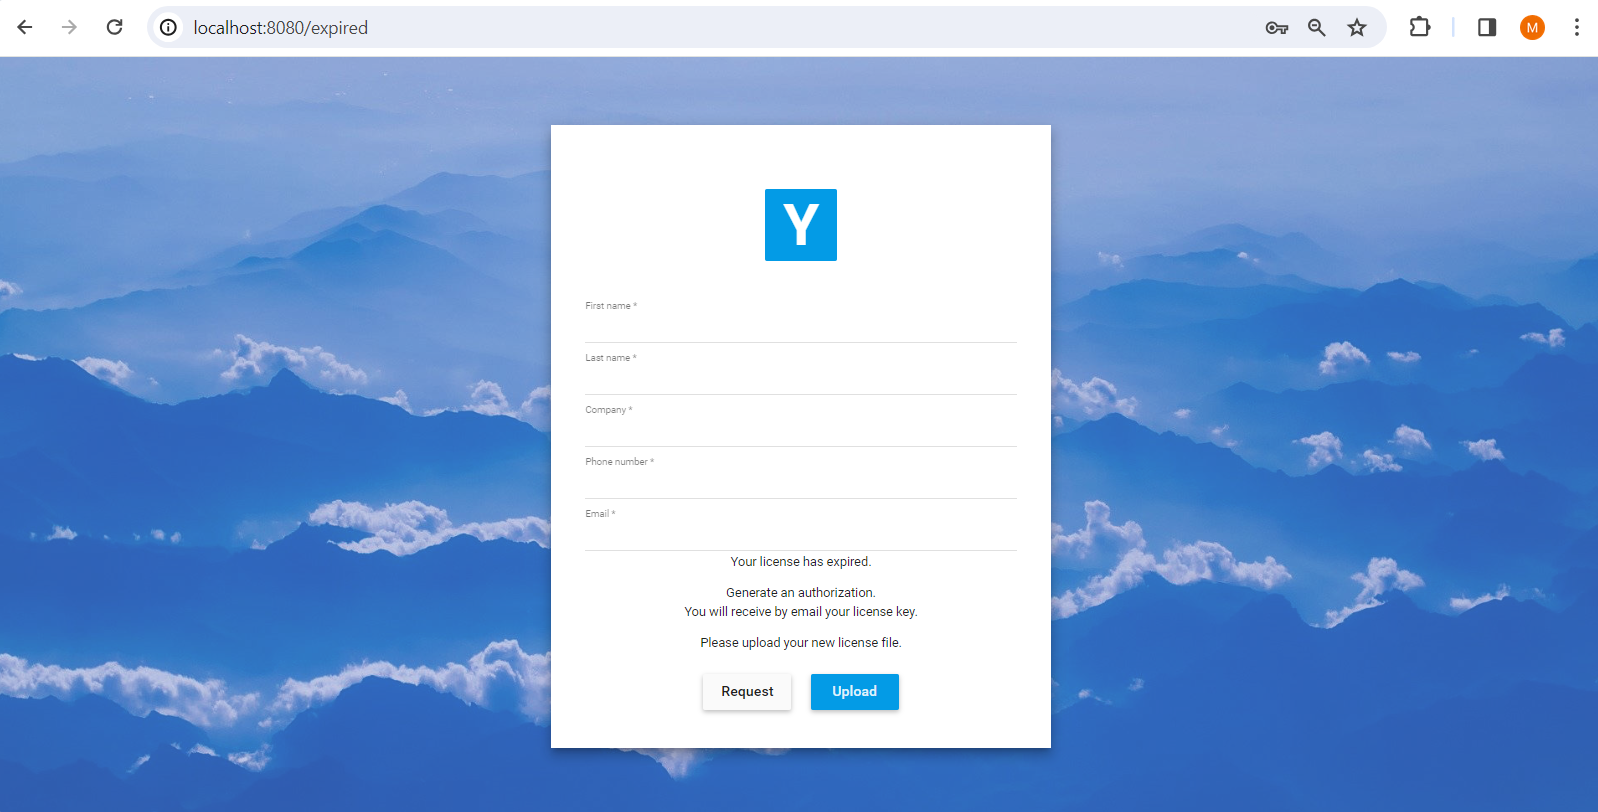 localhost:8080/expired
M
Y
First name *
Last name *
Company *
Phone number *
Email *
Your license has expired.
Generate an authorization.
You will receive by email your license key.
Please upload your new license file.
Request Upload